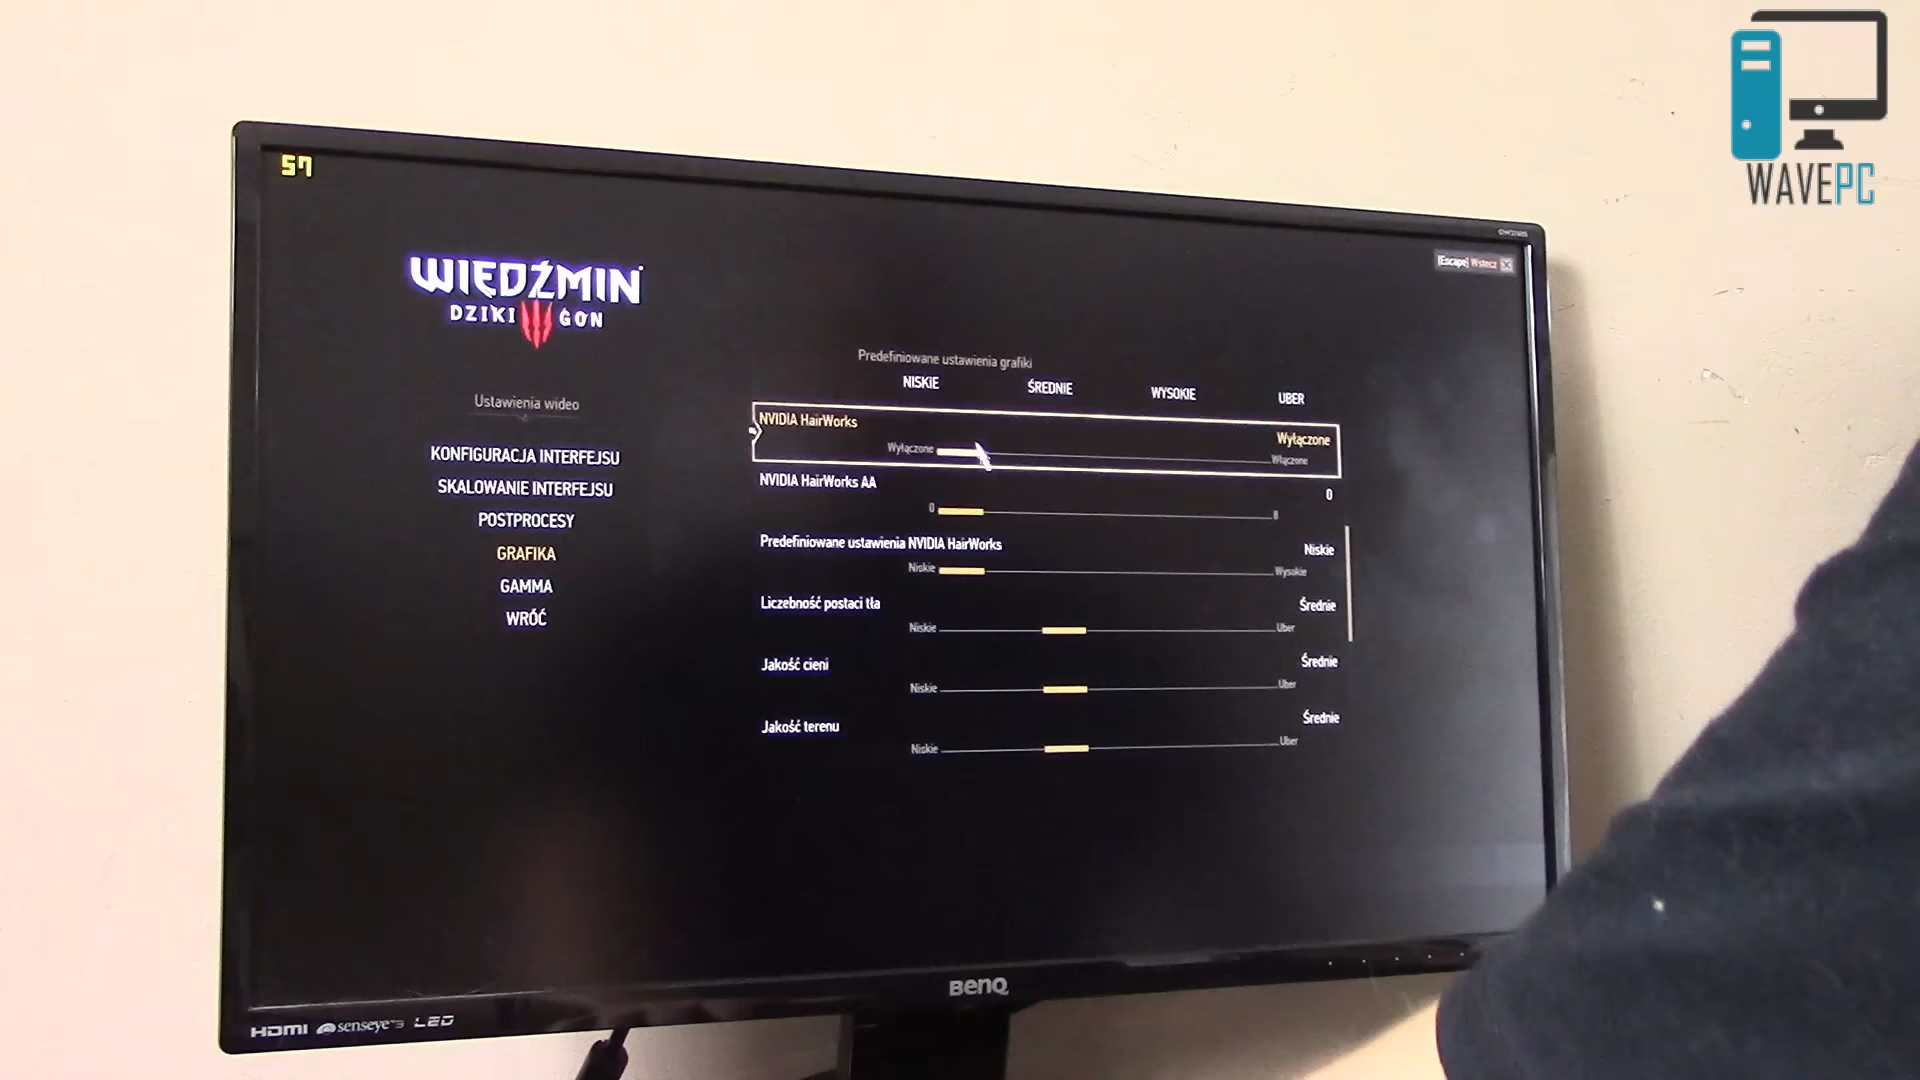 WAVEPC
57
[Escape] Wstecz
WIEDŹMIN
DZIKI GON
Predefiniowane ustawienia grafiki
NISKIE ŚREDNIE WYSOKIE UBER
Ustawienia wideo
KONFIGURACJA INTERFEJSU
SKALOWANIE INTERFEJSU
POSTPROCESY
GRAFIKA
GAMMA
WRÓĆ
NVIDIA HairWorks Wyłączone
Wyłączone Włączone
NVIDIA HairWorks AA 0
0 8
Predefiniowane ustawienia NVIDIA HairWorks Niskie
Niskie Wysokie
Liczebność postaci tła Średnie
Niskie Uber
Jakość cieni Średnie
Niskie Uber
Jakość terenu Średnie
Niskie Uber
BenQ
HDMI senseye 3 LED